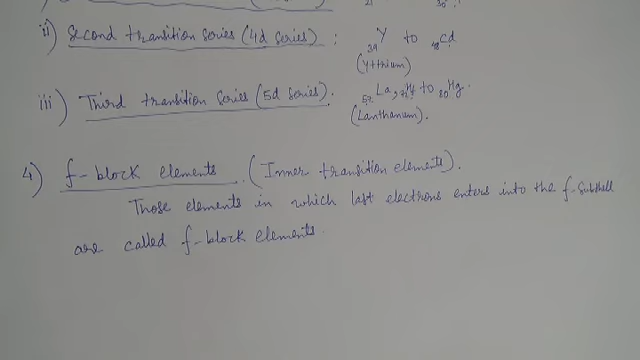 ii) Second transition series (4d series) : 39Y to 48Cd
(Yttrium)
iii) Third transition series (5d series). 57La, 72Hf to 80Hg.
(Lanthanum).
4) f-block elements. (Inner transition elements).
Those elements in which last electrons enters into the f-subshell
are called f-block elements.